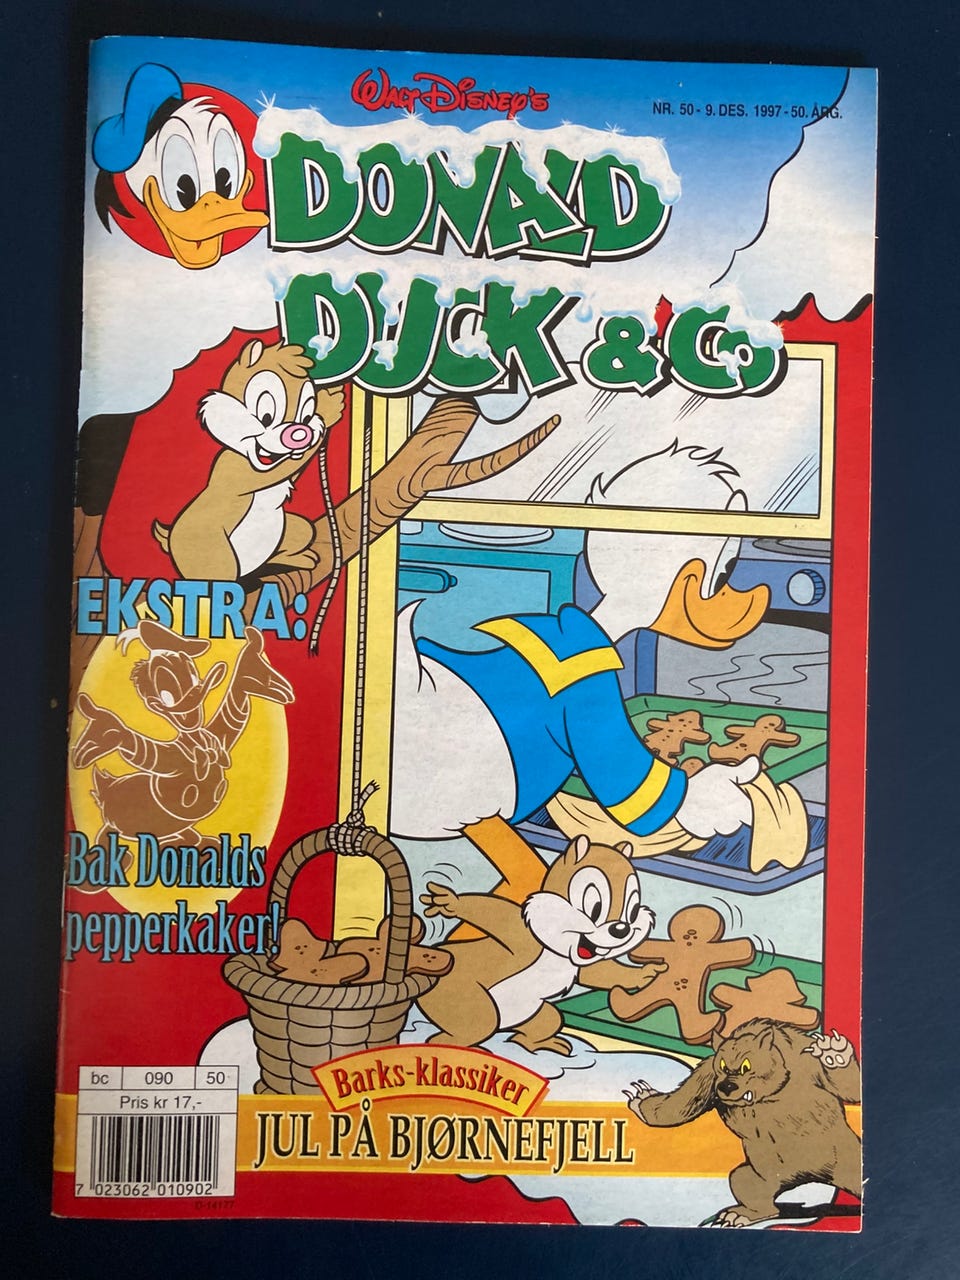 WALT DISNEY'S
NR. 50 - 9. DES. 1997 - 50. ÅRG.
DONALD
DUCK & Co
EKSTRA:
Bak Donalds
pepperkaker!
Barks-klassiker
JUL PÅ BJØRNEFJELL
bc 090 50
Pris kr 17,-
7 023062 010902
D-14177